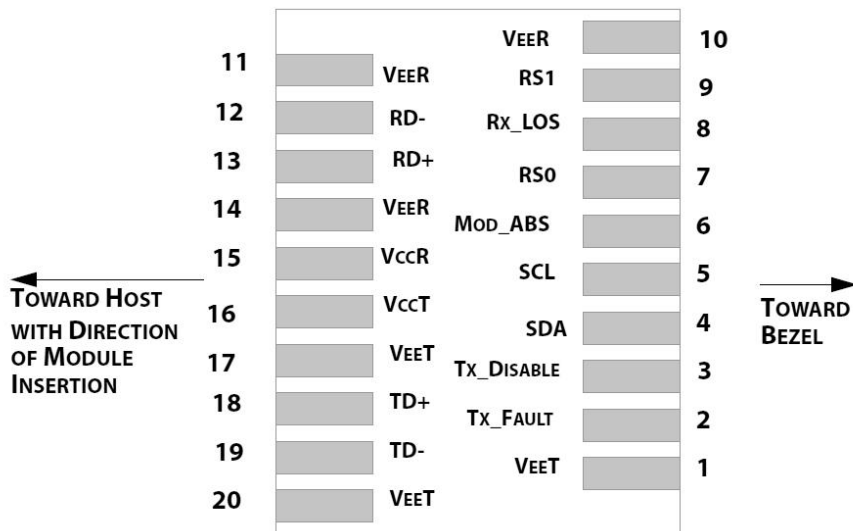 11 VEER
12 RD-
13 RD+
14 VEER
15 VCCR
16 VCCT
17 VEET
18 TD+
19 TD-
20 VEET
VEER 10
RS1 9
RX_LOS 8
RS0 7
MOD_ABS 6
SCL 5
SDA 4
TX_DISABLE 3
TX_FAULT 2
VEET 1
TOWARD HOST
WITH DIRECTION
OF MODULE
INSERTION
TOWARD
BEZEL